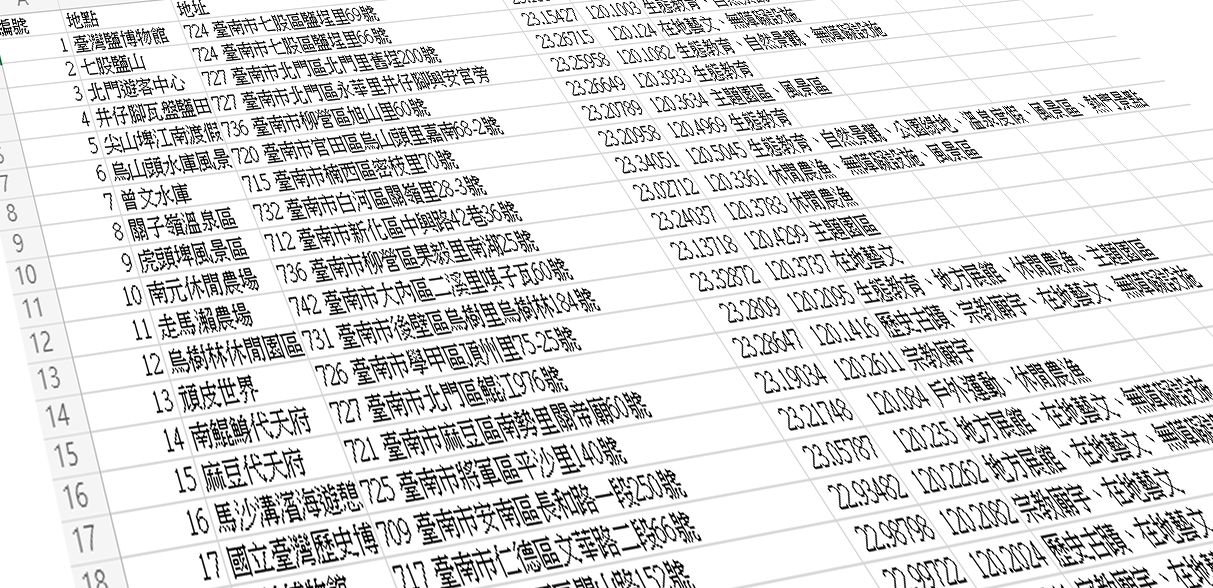 編號 地點 地址
1 臺灣鹽博物館 724 臺南市七股區鹽埕里69號
2 七股鹽山 724 臺南市七股區鹽埕里66號 23.15427 120.1003 生態教育、自然景觀、無障礙設施
3 北門遊客中心 727 臺南市北門區北門里舊埕200號 23.26715 120.124 在地藝文、無障礙設施
4 井仔腳瓦盤鹽田 727 臺南市北門區永華里井仔腳興安宮旁 23.25958 120.1082 生態教育、自然景觀、無障礙設施
5 尖山埤江南渡假 736 臺南市柳營區旭山里60號 23.26649 120.3933 生態教育
6 烏山頭水庫風景 720 臺南市官田區烏山頭里嘉南68-2號 23.20789 120.3634 主題園區、風景區
7 7 曾文水庫 715 臺南市楠西區密枝里70號 23.20958 120.4969 生態教育
8 8 關子嶺溫泉區 732 臺南市白河區關嶺里28-3號 23.34051 120.5045 生態教育、自然景觀、公園綠地、溫泉度假、風景區、熱門景點
9 9 虎頭埤風景區 712 臺南市新化區中興路42巷36號 23.02712 120.3361 休閒農漁、無障礙設施、風景區
10 10 南元休閒農場 736 臺南市柳營區果毅里南湖25號 23.24037 120.3783 休閒農漁
11 11 走馬瀨農場 742 臺南市大內區二溪里唭子瓦60號 23.13718 120.4299 主題園區
12 12 烏樹林休閒園區 731 臺南市後壁區烏樹里烏樹林184號 23.32872 120.3737 在地藝文
13 13 頑皮世界 726 臺南市學甲區頂州里75-25號 23.2809 120.2095 生態教育、地方展館、休閒農漁、主題園區
14 14 南鯤鯓代天府 727 臺南市北門區鯤江976號 23.28647 120.1416 歷史古蹟、宗教廟宇、在地藝文、無障礙設施
15 15 麻豆代天府 721 臺南市麻豆區南勢里關帝廟60號 23.19034 120.2611 宗教廟宇
16 16 馬沙溝濱海遊憩 725 臺南市將軍區平沙里140號 23.21748 120.084 戶外運動、休閒農漁
17 17 國立臺灣歷史博 709 臺南市安南區長和路一段250號 23.05787 120.235 地方展館、在地藝文、無障礙設施
18 博物館 717 臺南市仁德區文華路二段66號 22.93482 120.2262 地方展館、在地藝文、無障礙
路152號 22.98798 120.2082 宗教廟宇、在地藝文
22.99722 120.2024 歷史古蹟、在地藝文